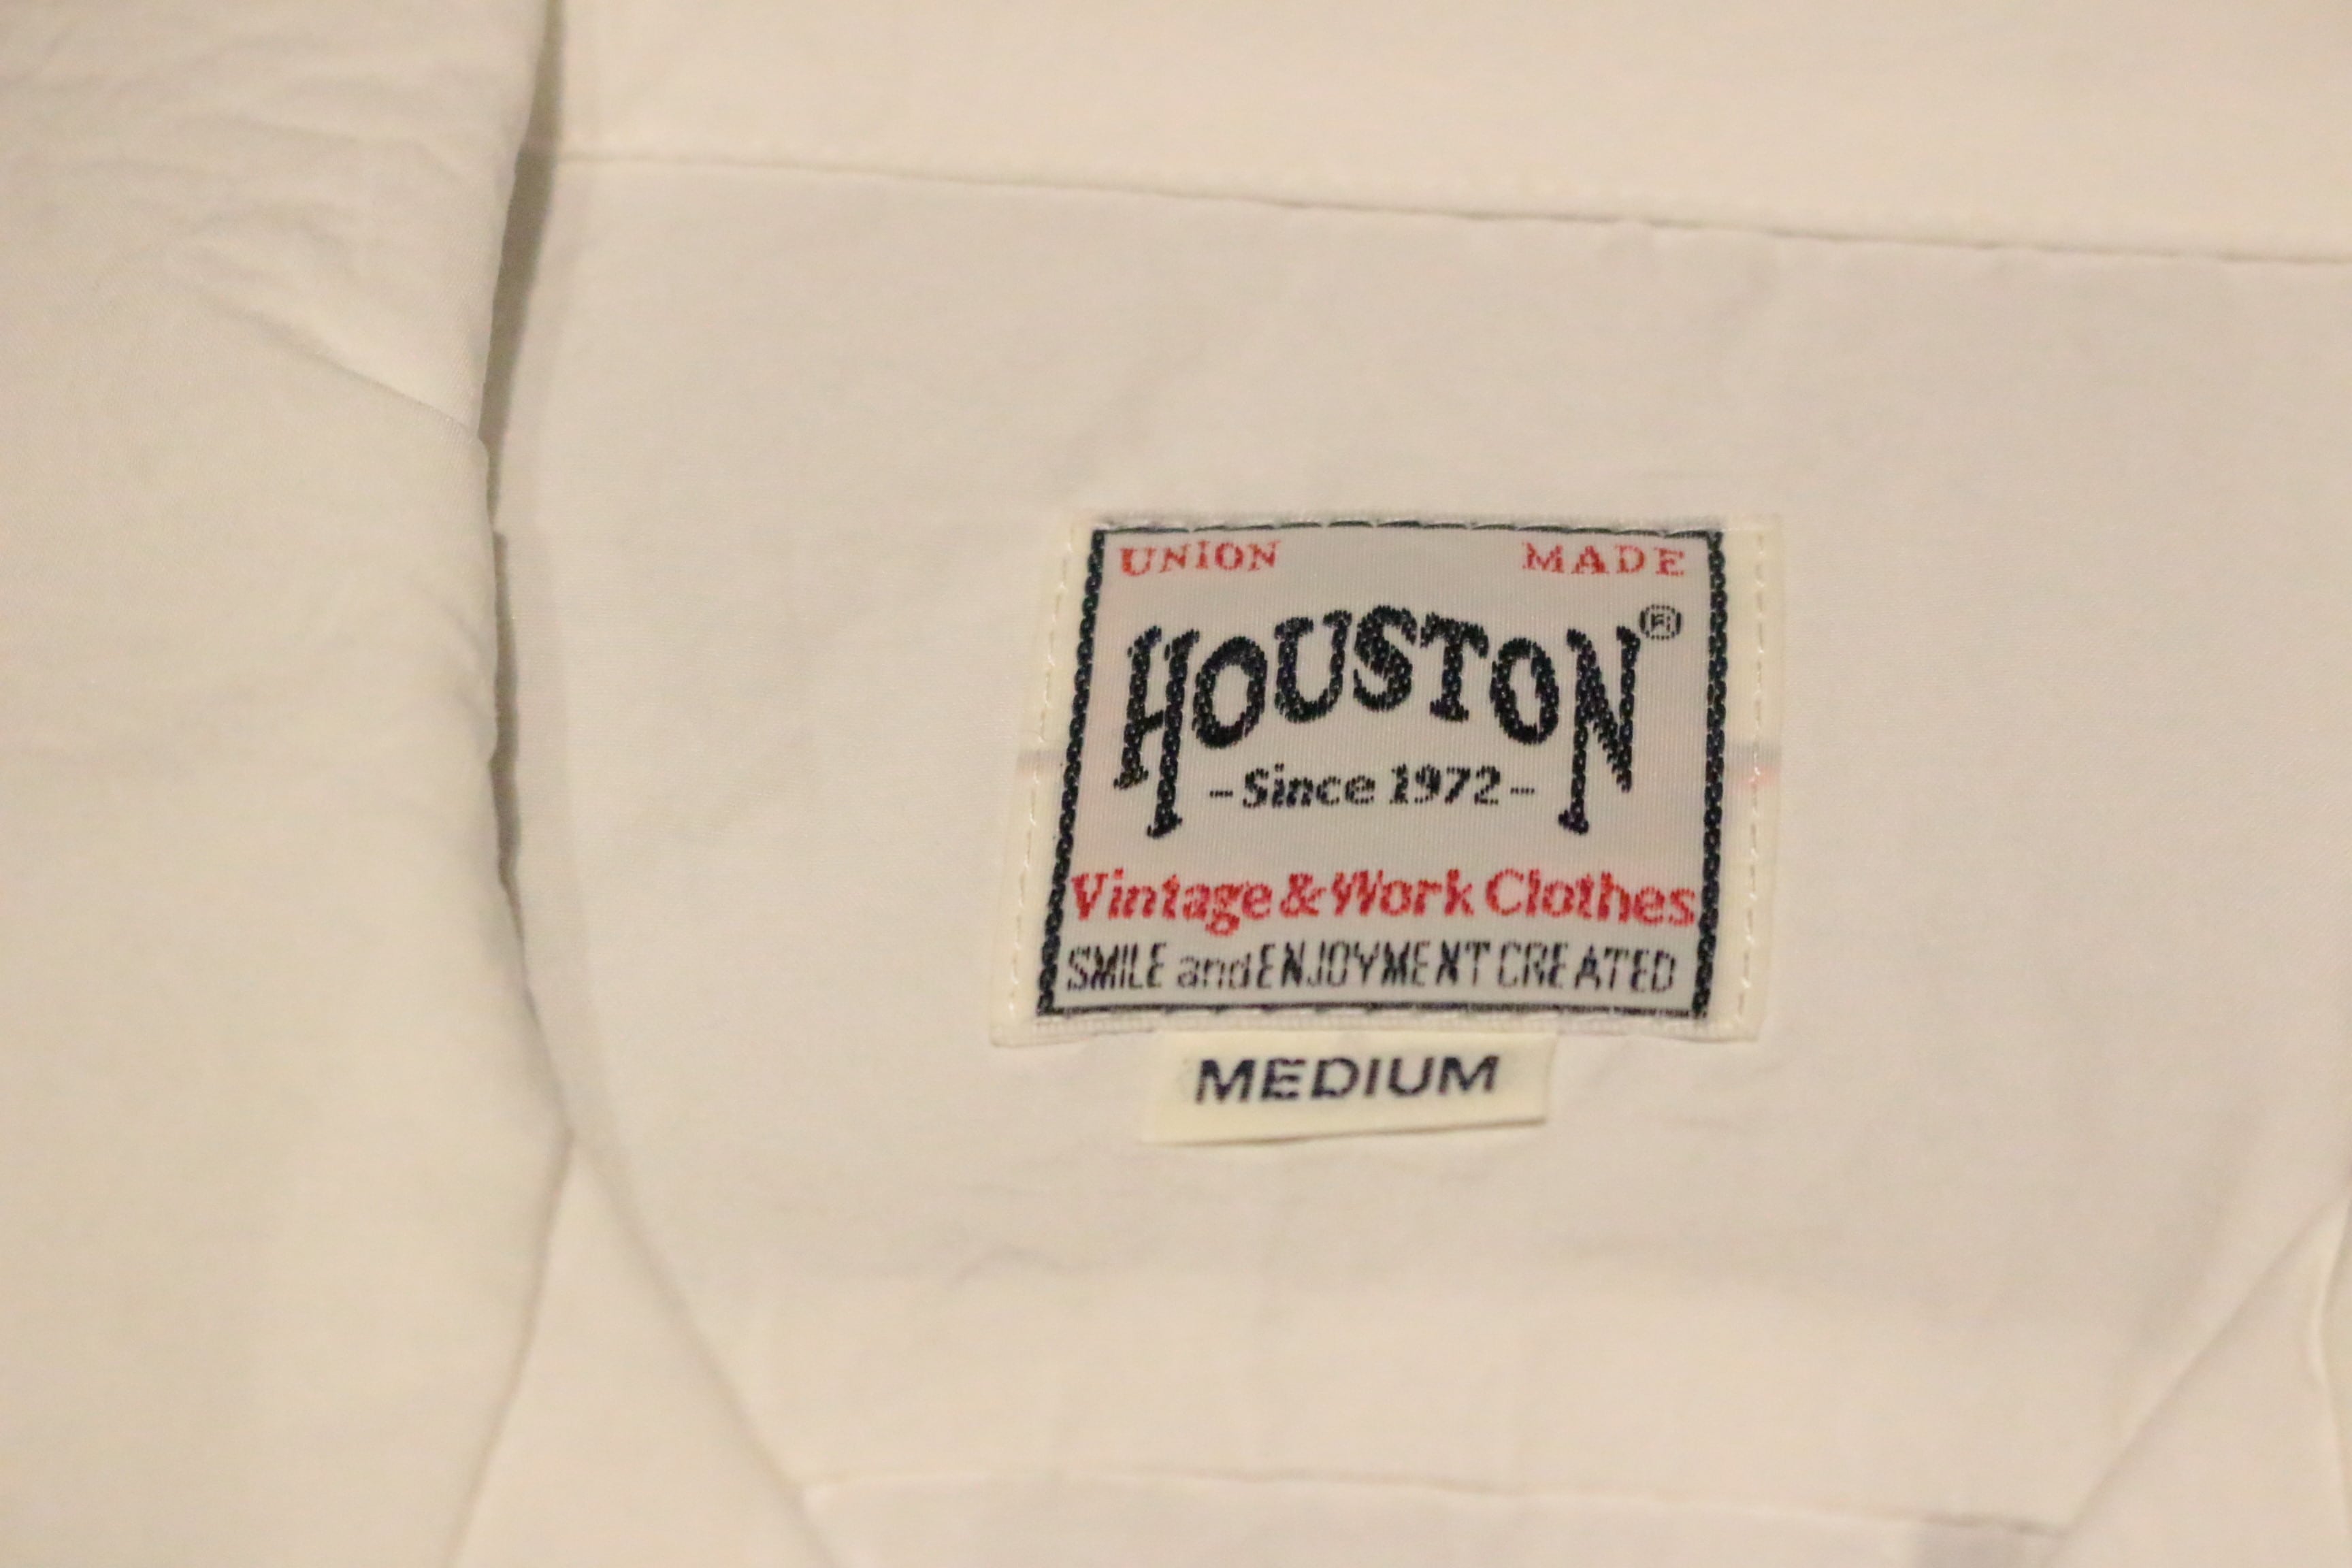 UNION MADE
HOUSTON®
-Since 1972-
Vintage & Work Clothes
SMILE and ENJOYMENT CREATED
MEDIUM